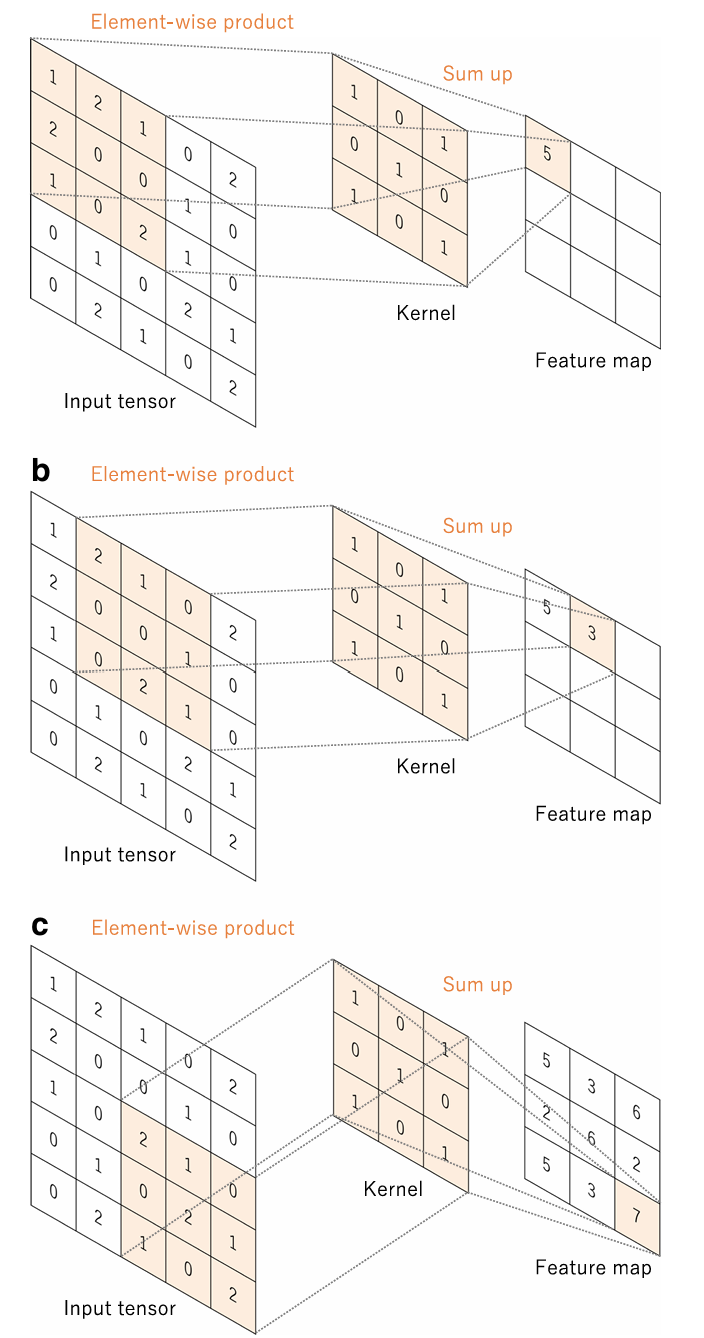 Element-wise product
Sum up
1 2 1 0 2
2 0 0 1 0
1 0 2 1 0
0 1 0 2 1
0 2 1 0 2
Input tensor
1 0 1
0 1 0
1 0 1
Kernel
5
Feature map
b
Element-wise product
Sum up
1 2 1 0 2
2 0 0 1 0
1 0 2 1 0
0 1 0 2 1
0 2 1 0 2
Input tensor
1 0 1
0 1 0
1 0 1
Kernel
5 3
Feature map
c
Element-wise product
Sum up
1 2 1 0 2
2 0 0 1 0
1 0 2 1 0
0 1 0 2 1
0 2 1 0 2
Input tensor
1 0 1
0 1 0
1 0 1
Kernel
5 3 6
2 6 2
5 3 7
Feature map